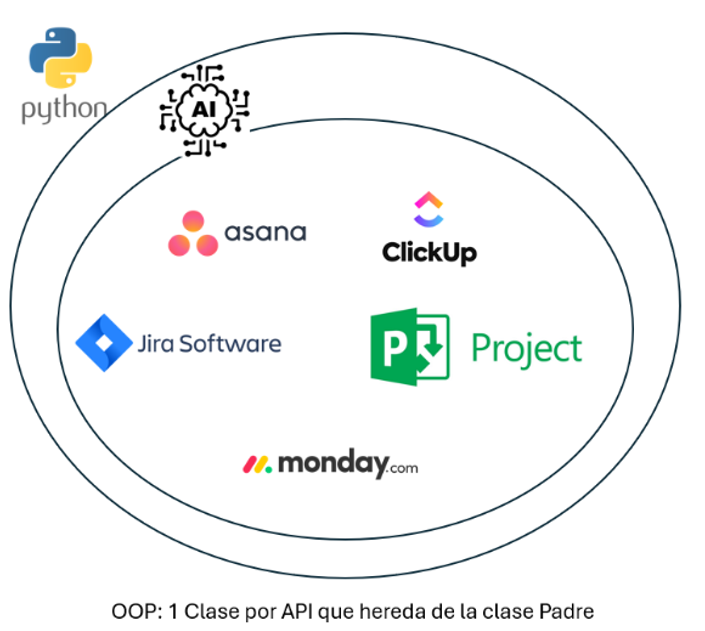 python
AI
asana
ClickUp
Jira Software
P
Project
monday.com
OOP: 1 Clase por API que hereda de la clase Padre